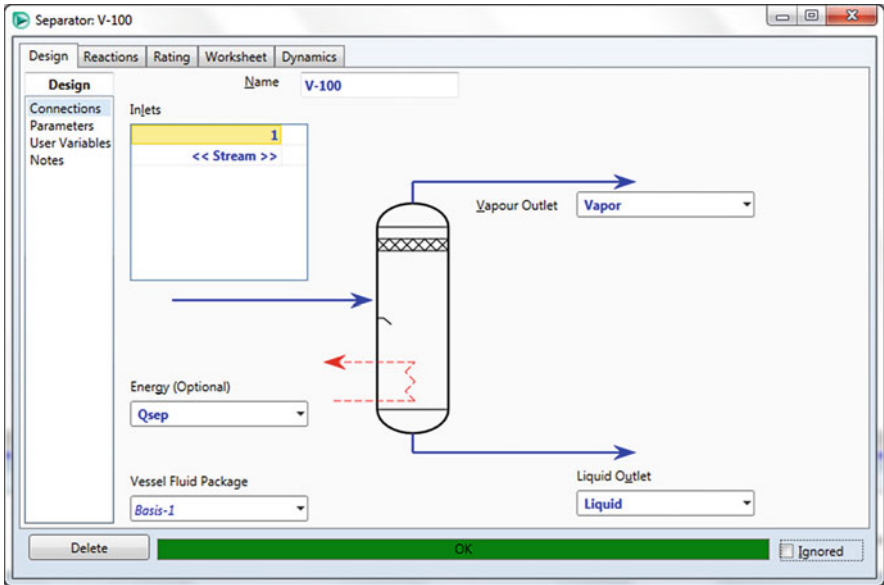 Separator: V-100
Design Reactions Rating Worksheet Dynamics
Design
Connections
Parameters
User Variables
Notes
Name V-100
Inlets
1
<< Stream >>
Vapour Outlet Vapor
Energy (Optional)
Qsep
Vessel Fluid Package
Basis-1
Liquid Outlet
Liquid
Delete OK Ignored